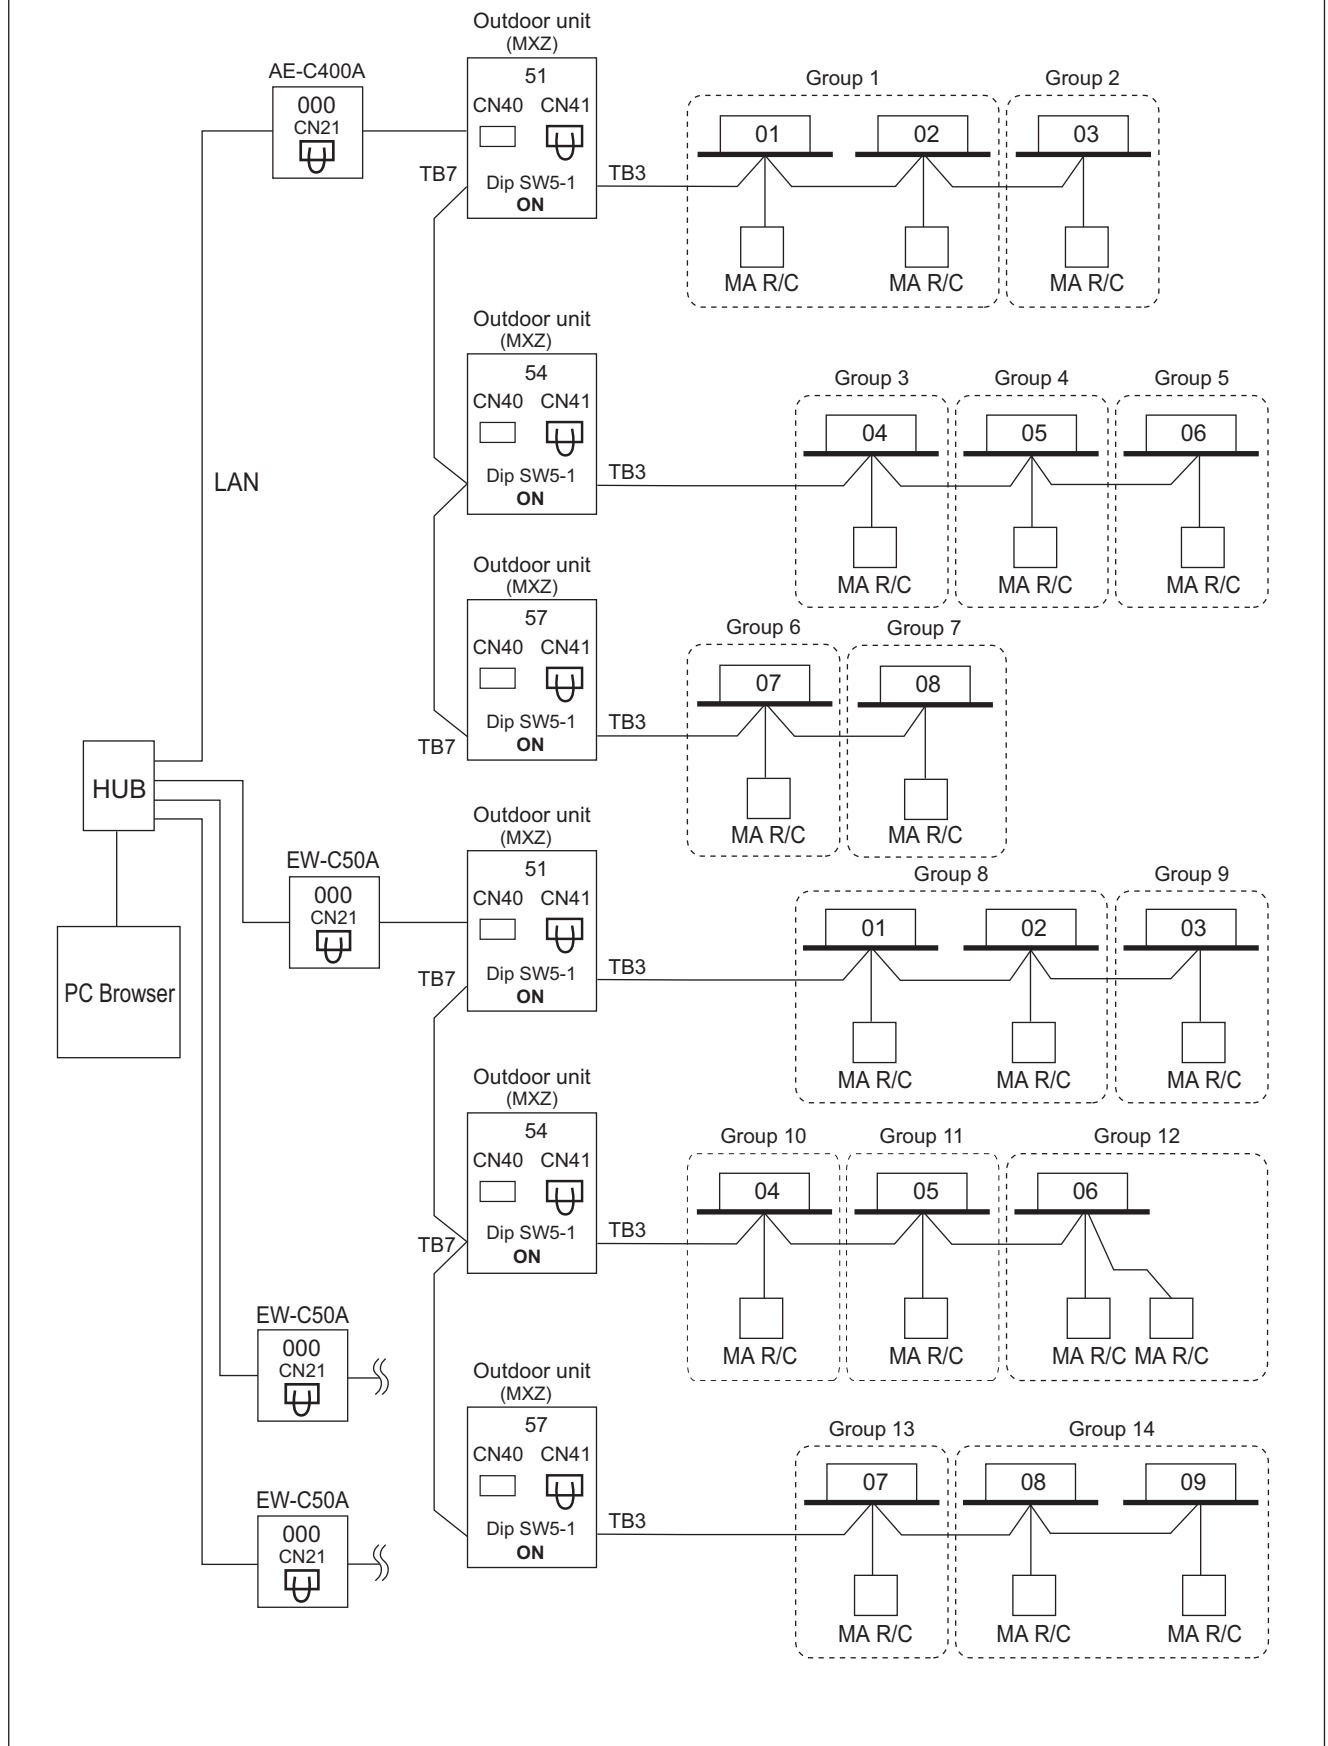 Outdoor unit
(MXZ)
AE-C400A
000
CN21
51
CN40 CN41
TB7
Dip SW5-1
ON
TB3
Group 1
Group 2
01
02
03
MA R/C
MA R/C
MA R/C
LAN
Outdoor unit
(MXZ)
54
CN40 CN41
Dip SW5-1
ON
TB3
Group 3
Group 4
Group 5
04
05
06
MA R/C
MA R/C
MA R/C
Outdoor unit
(MXZ)
57
CN40 CN41
Dip SW5-1
ON
TB7
TB3
Group 6
Group 7
07
08
MA R/C
MA R/C
HUB
PC Browser
EW-C50A
000
CN21
Outdoor unit
(MXZ)
51
CN40 CN41
TB7
Dip SW5-1
ON
TB3
Group 8
Group 9
01
02
03
MA R/C
MA R/C
MA R/C
Outdoor unit
(MXZ)
54
CN40 CN41
TB7
Dip SW5-1
ON
TB3
Group 10
Group 11
Group 12
04
05
06
MA R/C
MA R/C
MA R/C MA R/C
EW-C50A
000
CN21
Outdoor unit
(MXZ)
57
CN40 CN41
Dip SW5-1
ON
TB3
Group 13
Group 14
07
08
09
MA R/C
MA R/C
MA R/C
EW-C50A
000
CN21